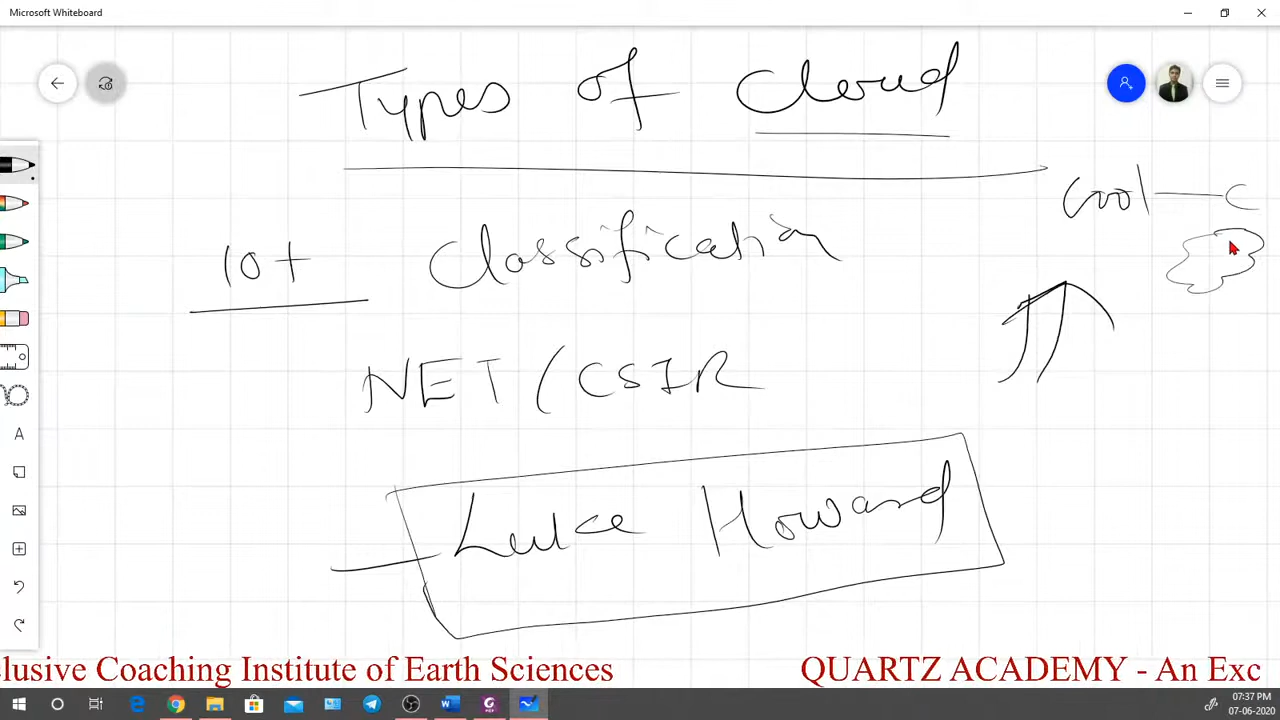 Microsoft Whiteboard
Types of Cloud
Cool — C
10+ Classification
NET / CSIR
Luke Howard
clusive Coaching Institute of Earth Sciences QUARTZ ACADEMY - An Exc
07:37 PM
07-06-2020